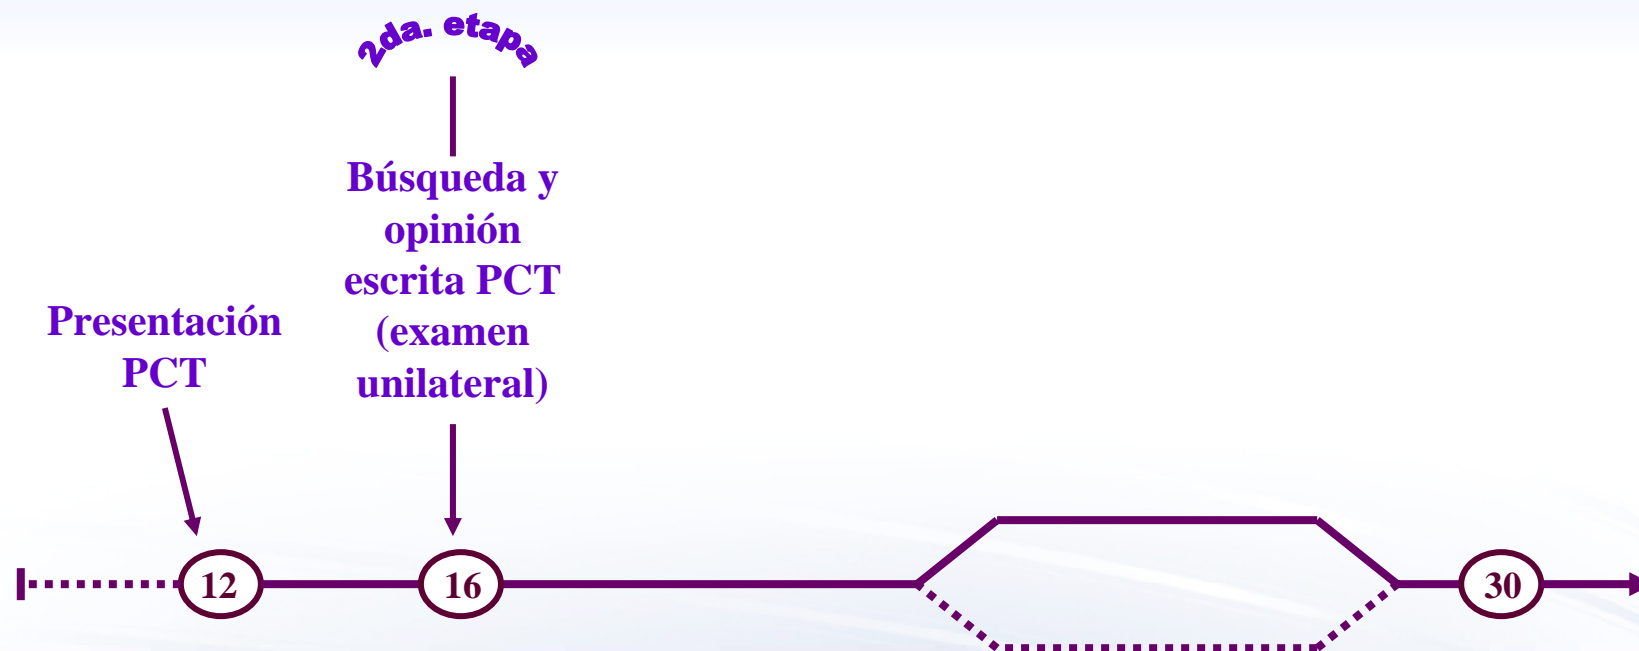 2da. etapa
Búsqueda y
opinión
escrita PCT
(examen
unilateral)
Presentación
PCT
12
16
30